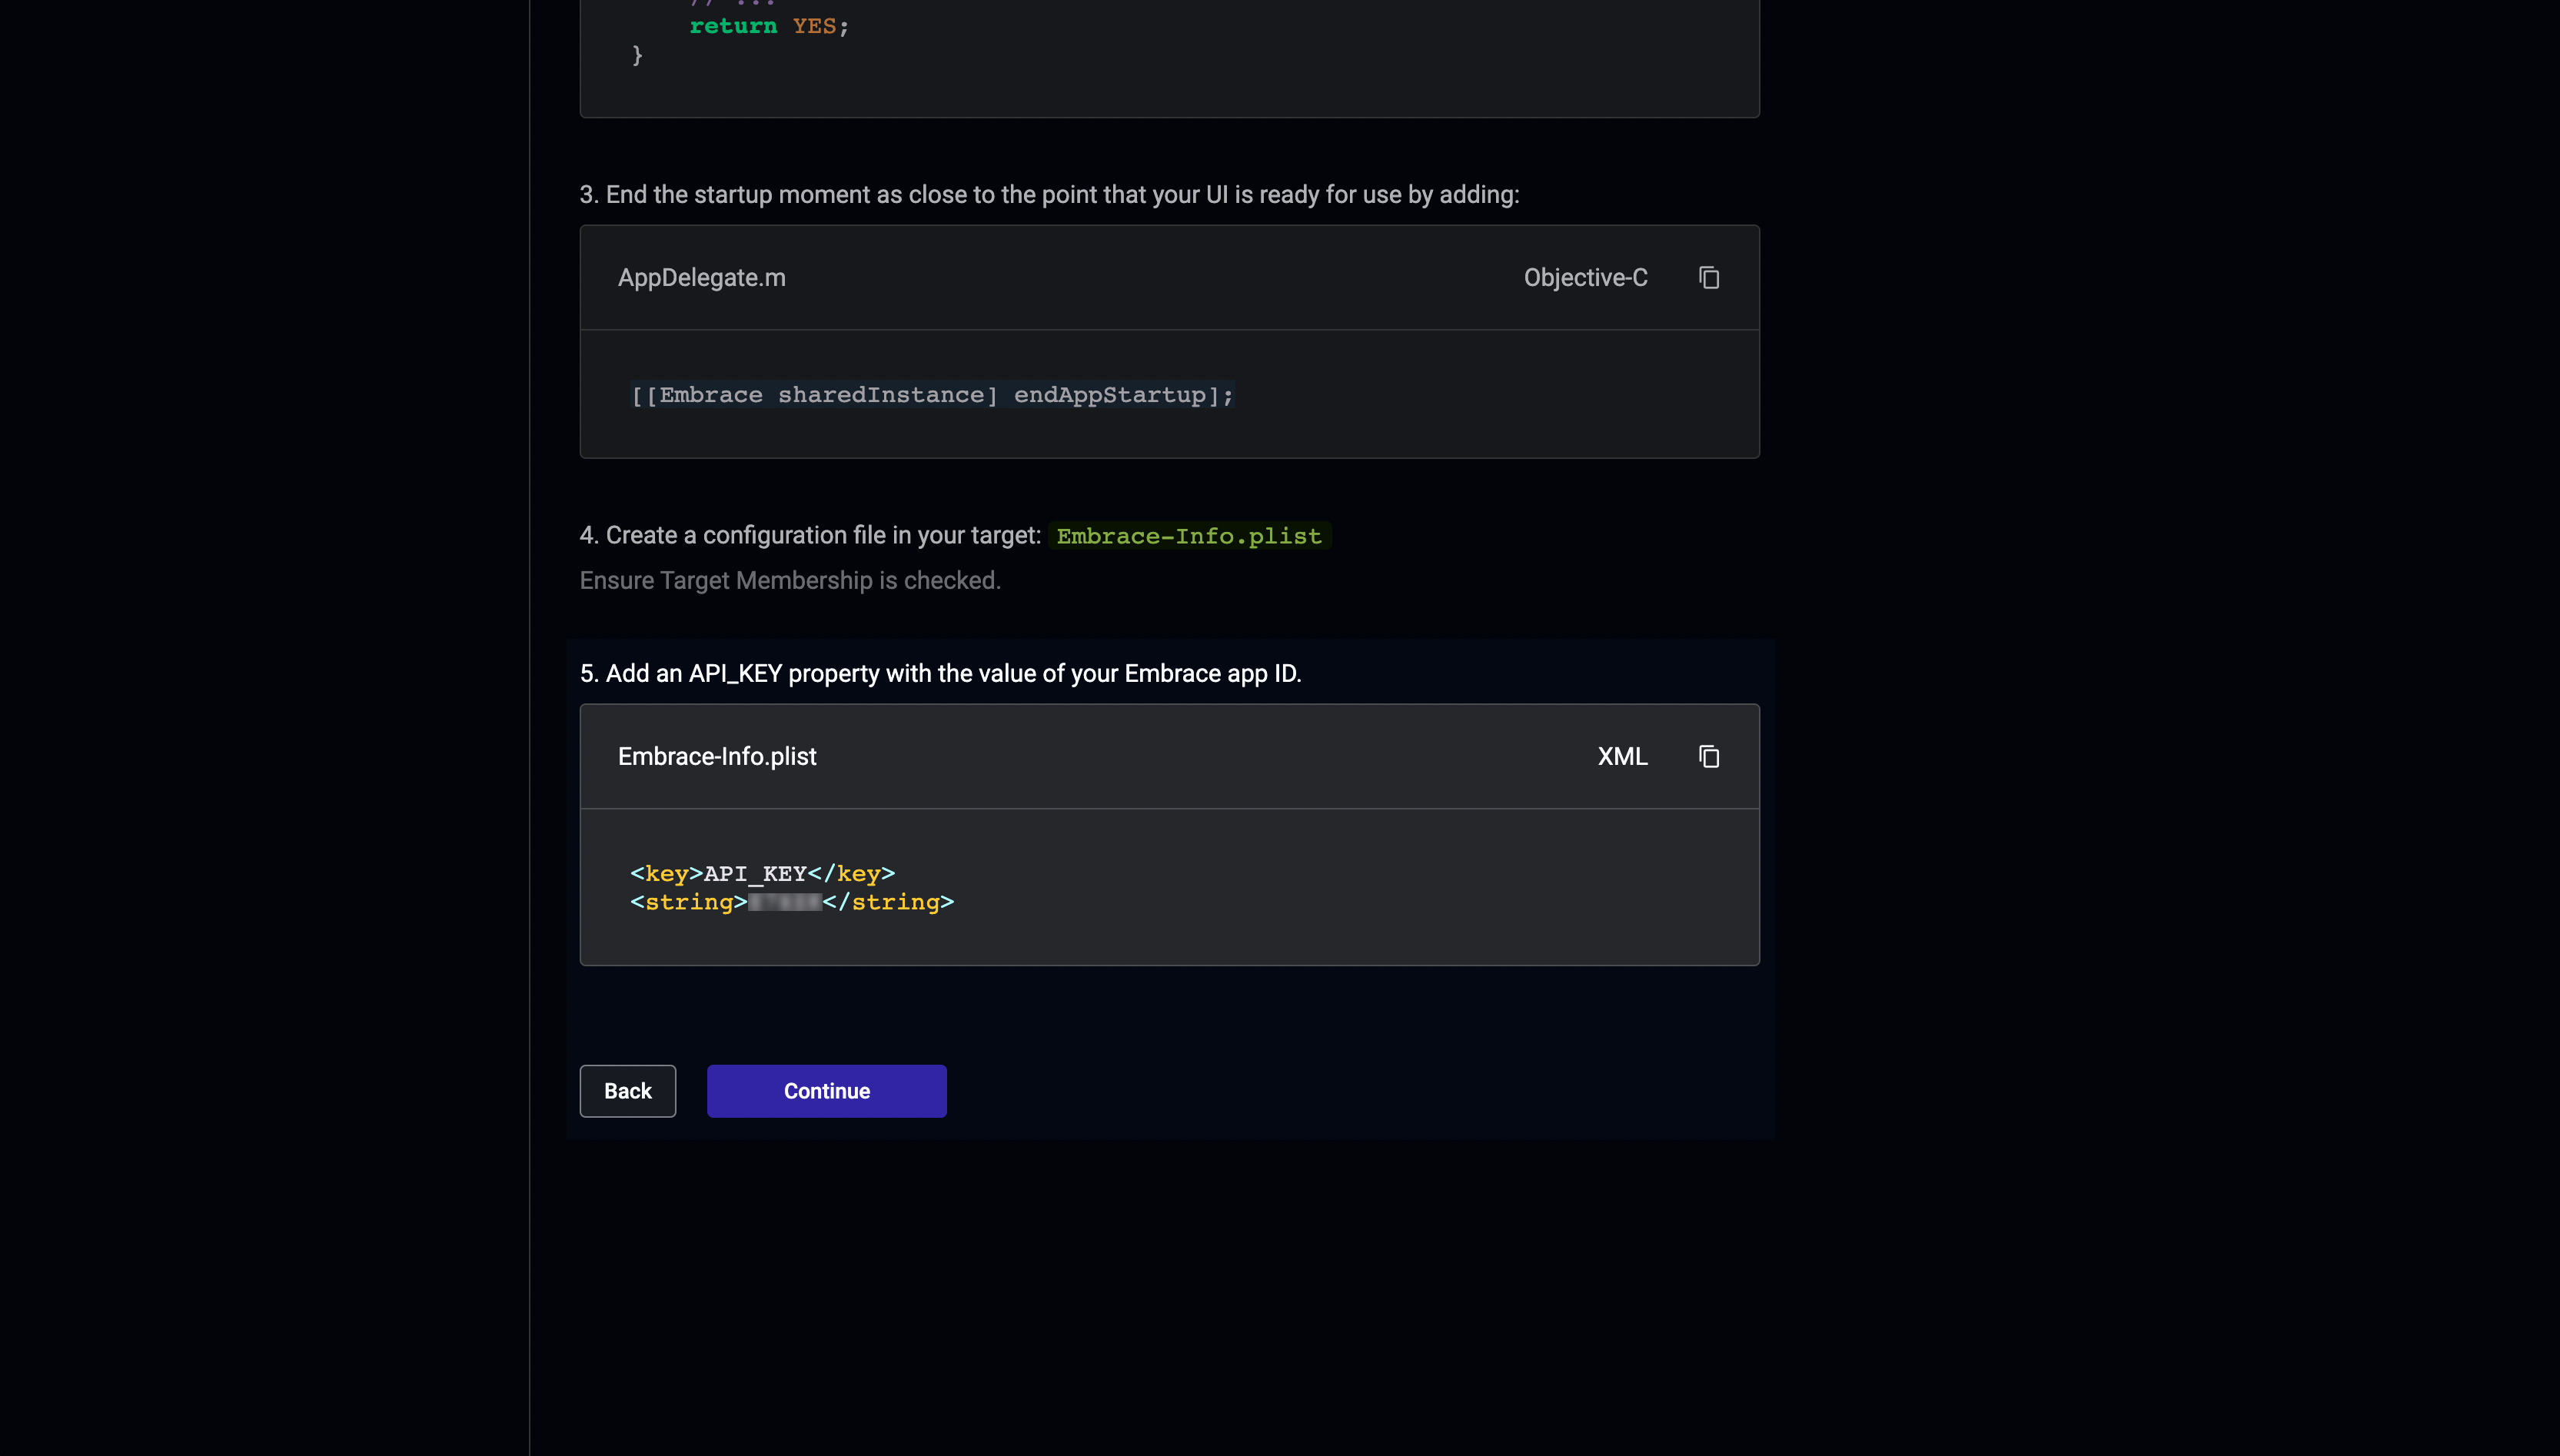 // ...
return YES;
}
3. End the startup moment as close to the point that your UI is ready for use by adding:
AppDelegate.m Objective-C
[[Embrace sharedInstance] endAppStartup];
4. Create a configuration file in your target: Embrace-Info.plist
Ensure Target Membership is checked.
5. Add an API_KEY property with the value of your Embrace app ID.
Embrace-Info.plist XML
<key>API_KEY</key>
<string></string>
Back Continue